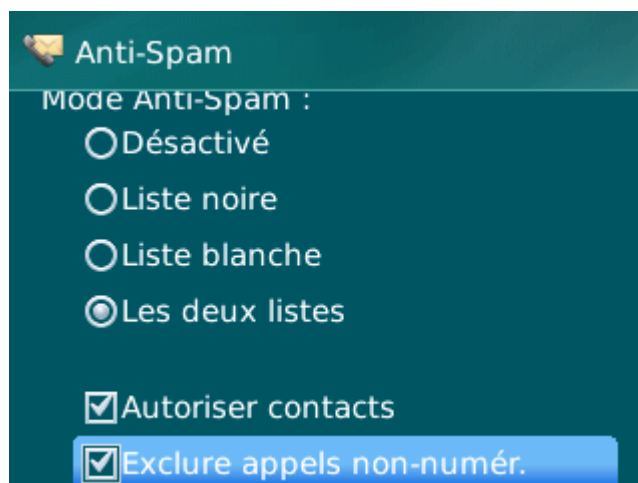 Anti-Spam
Mode Anti-Spam :
Désactivé
Liste noire
Liste blanche
Les deux listes
Autoriser contacts
Exclure appels non-numér.